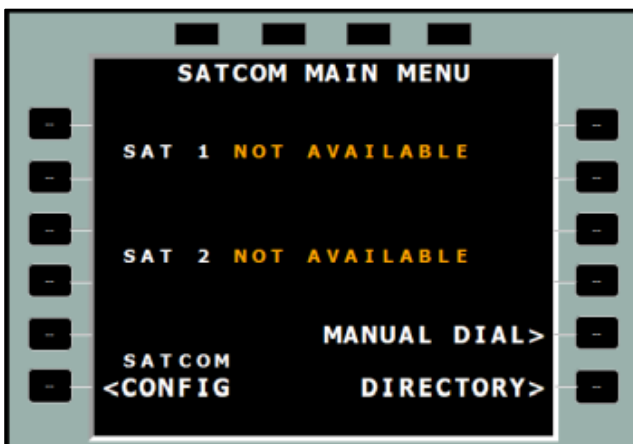 SATCOM MAIN MENU
SAT 1 NOT AVAILABLE
SAT 2 NOT AVAILABLE
MANUAL DIAL>
SATCOM
<CONFIG DIRECTORY>